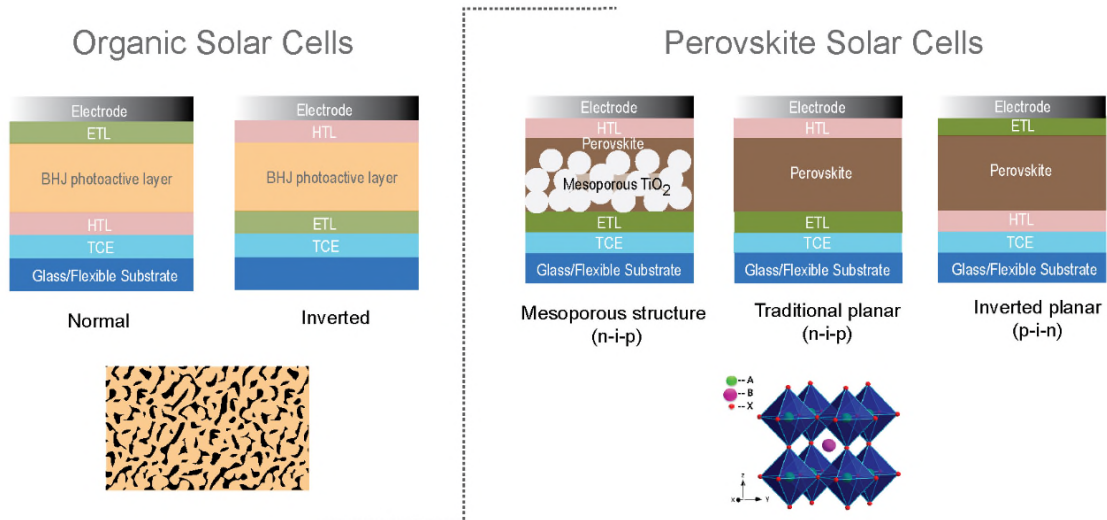 Organic Solar Cells
Electrode
ETL
BHJ photoactive layer
HTL
TCE
Glass/Flexible Substrate
Normal
Electrode
HTL
BHJ photoactive layer
ETL
TCE
Inverted
Perovskite Solar Cells
Electrode
HTL
Perovskite
Mesoporous TiO2
ETL
TCE
Glass/Flexible Substrate
Mesoporous structure
(n-i-p)
Electrode
HTL
Perovskite
ETL
TCE
Glass/Flexible Substrate
Traditional planar
(n-i-p)
Electrode
ETL
Perovskite
HTL
TCE
Glass/Flexible Substrate
Inverted planar
(p-i-n)
-- A
-- B
-- X
z
x
y